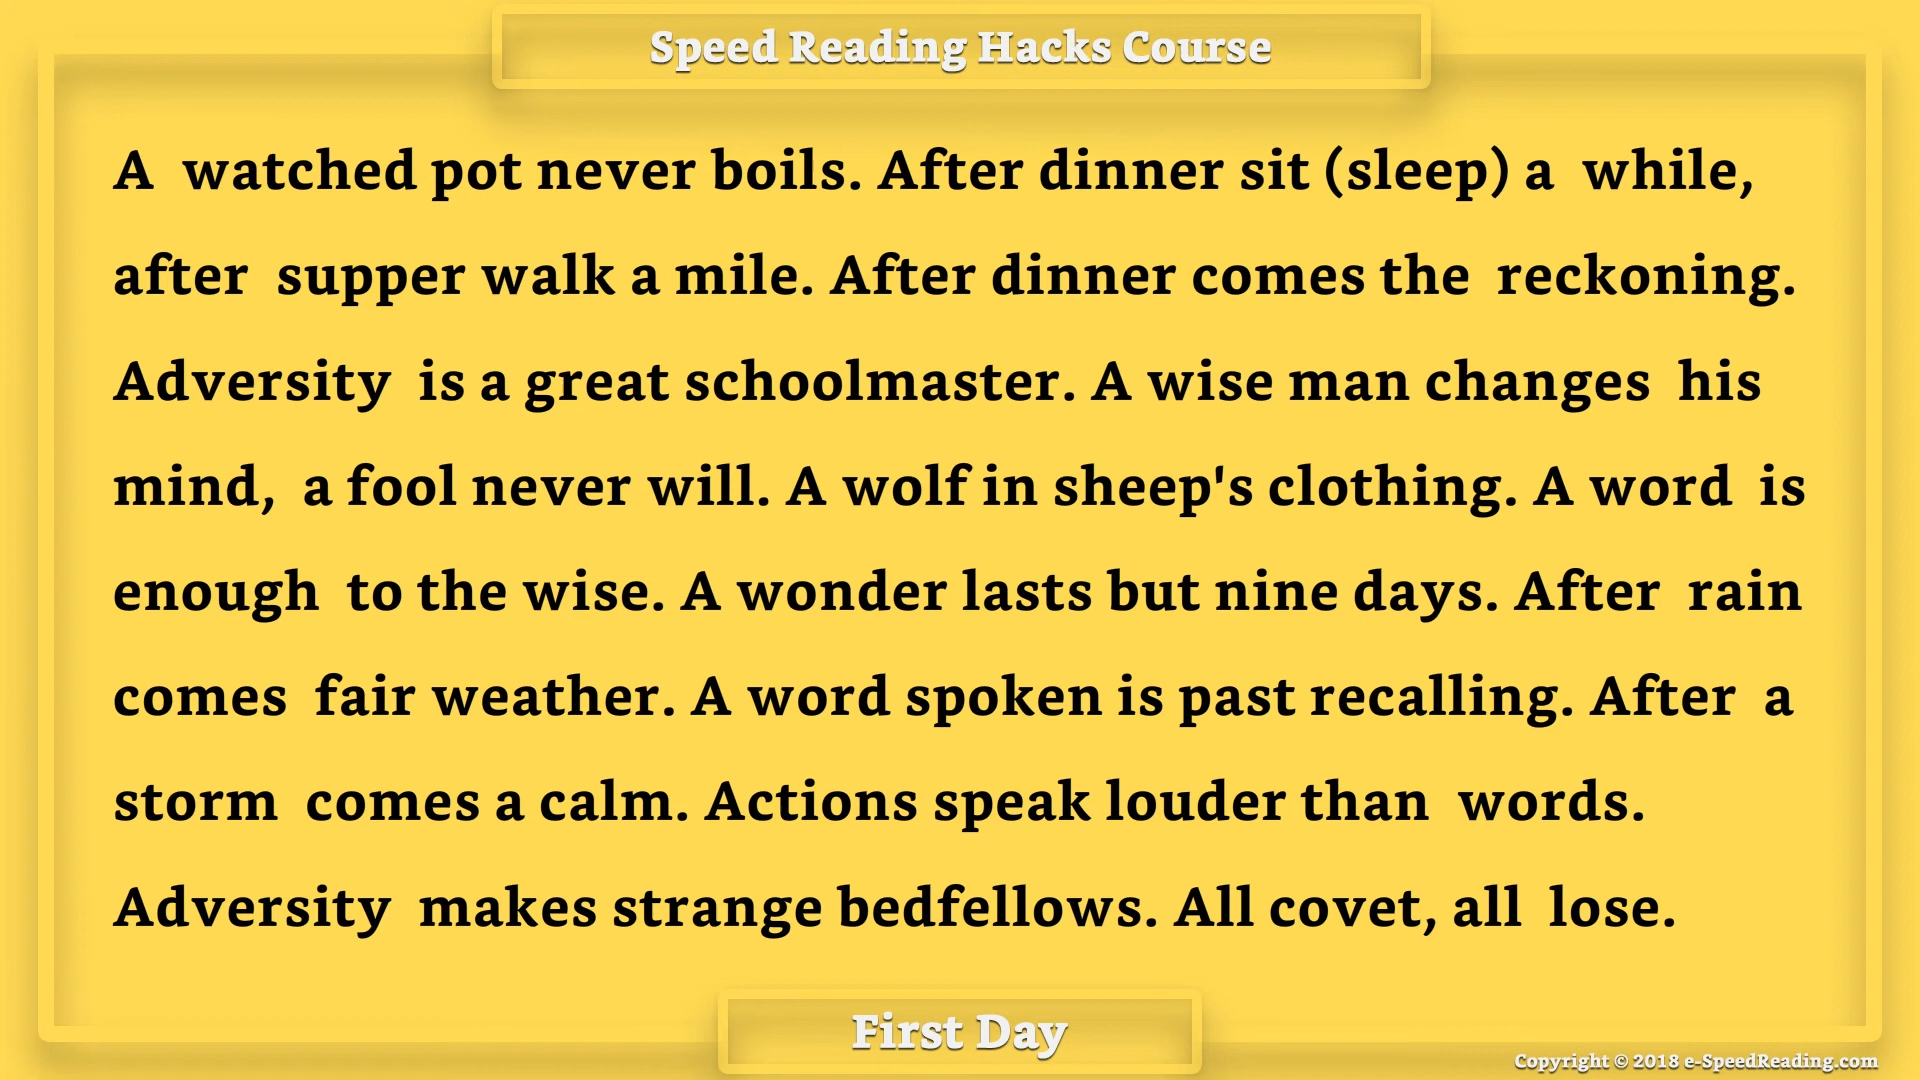 Speed Reading Hacks Course
A  watched pot never boils. After dinner sit (sleep) a  while,
after  supper walk a mile. After dinner comes the  reckoning.
Adversity  is a great schoolmaster. A wise man changes  his
mind,  a fool never will. A wolf in sheep's clothing. A word  is
enough  to the wise. A wonder lasts but nine days. After  rain
comes  fair weather. A word spoken is past recalling. After  a
storm  comes a calm. Actions speak louder than  words.
Adversity  makes strange bedfellows. All covet, all  lose.
First Day
Copyright © 2018 e-SpeedReading.com